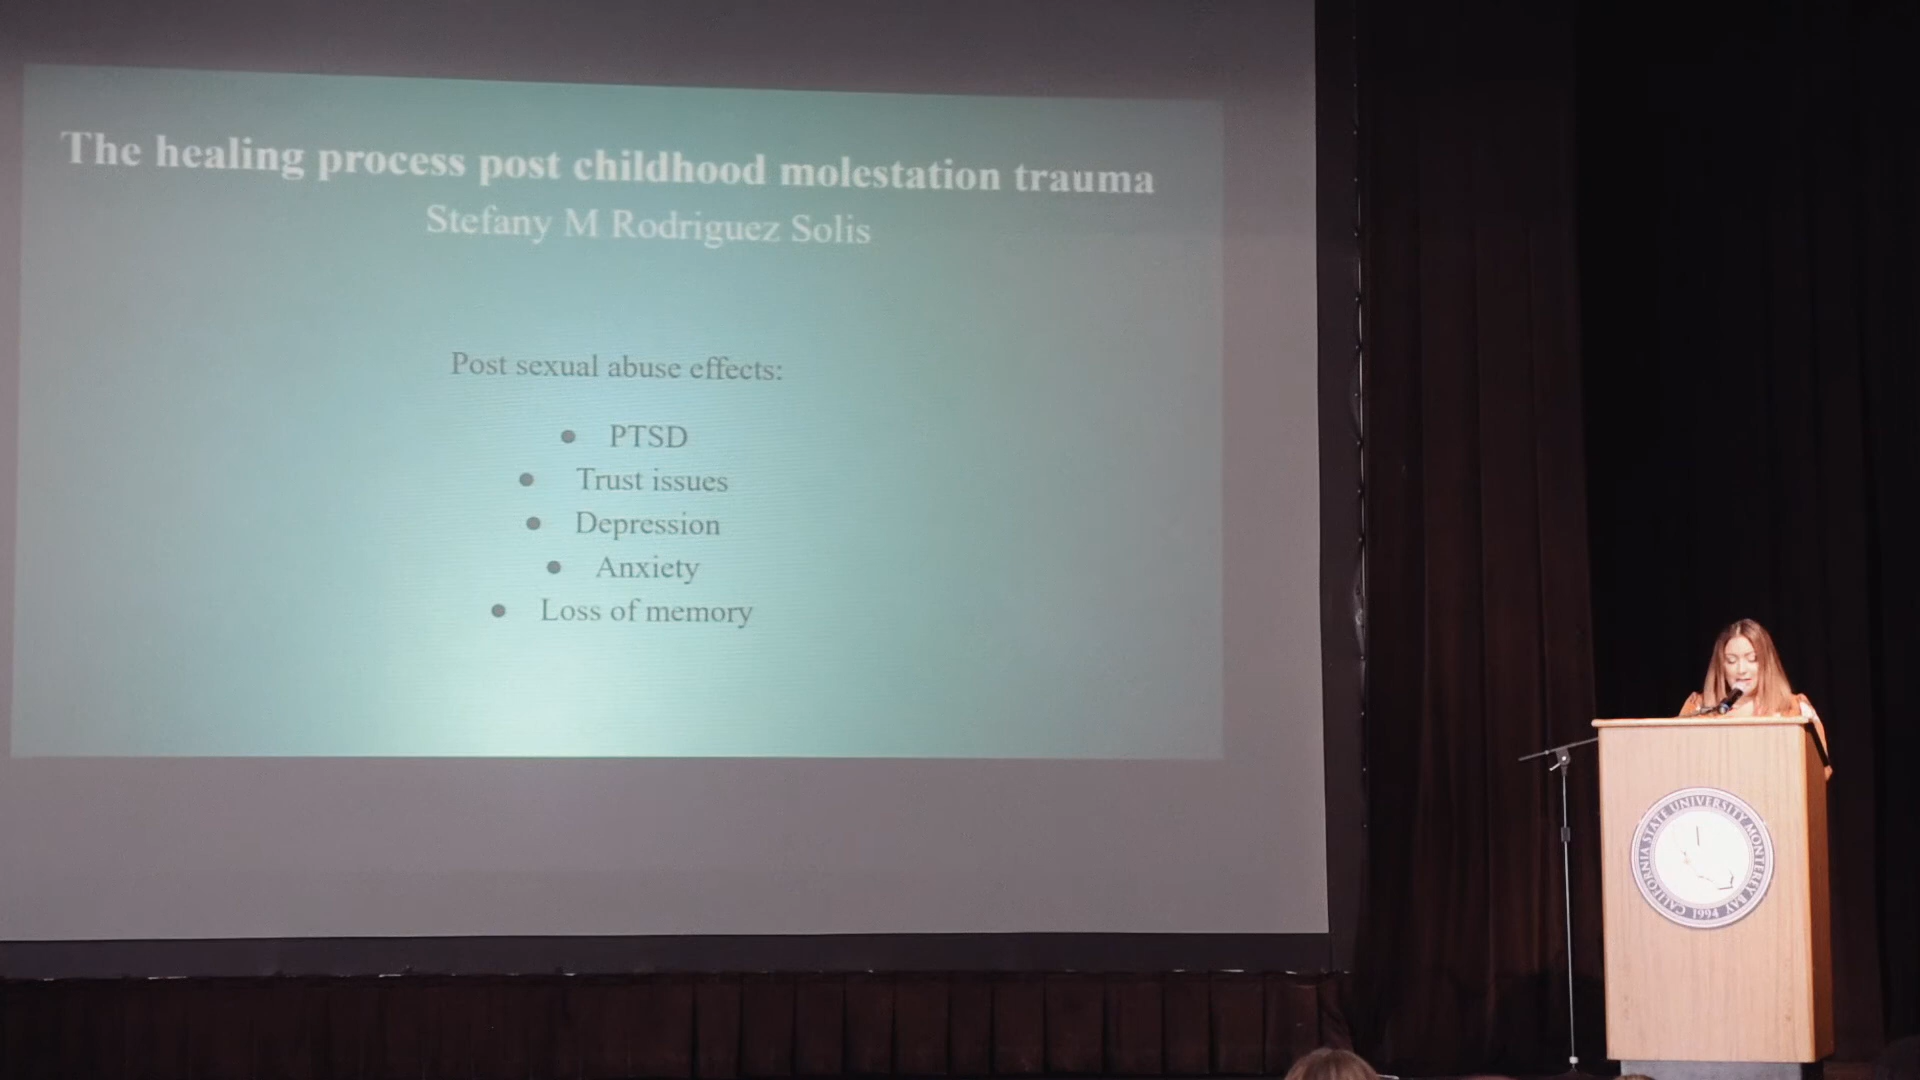 The healing process post childhood molestation trauma
Stefany M Rodriguez Solis
Post sexual abuse effects:
● PTSD
● Trust issues
● Depression
● Anxiety
● Loss of memory
CALIFORNIA STATE UNIVERSITY MONTEREY BAY
1994